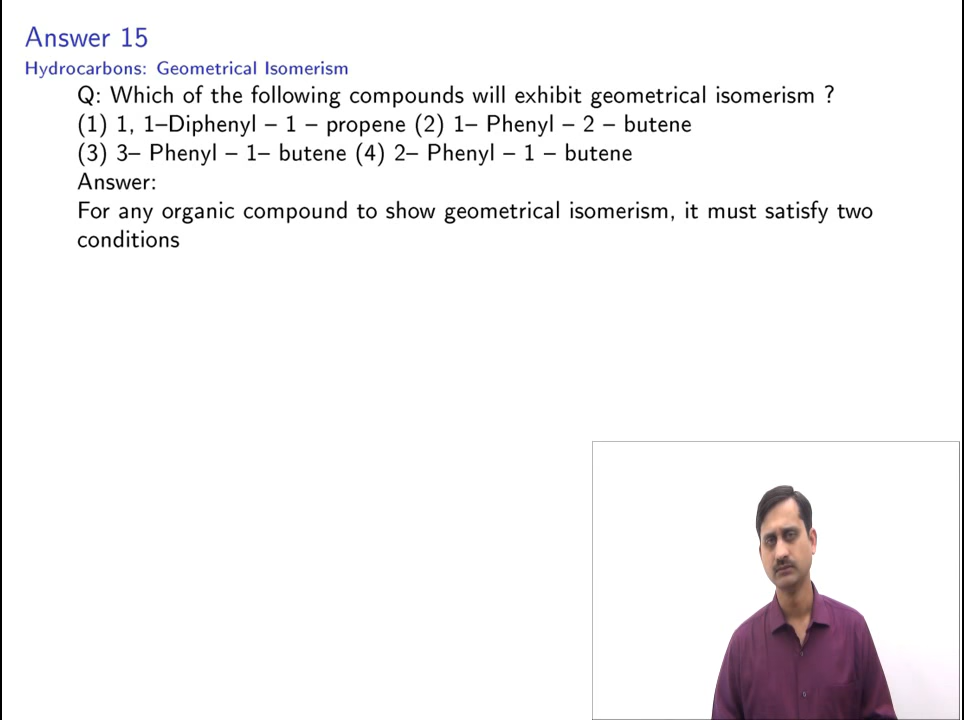 Answer 15
Hydrocarbons: Geometrical Isomerism
Q: Which of the following compounds will exhibit geometrical isomerism ?
(1) 1, 1–Diphenyl – 1 – propene (2) 1– Phenyl – 2 – butene
(3) 3– Phenyl – 1– butene (4) 2– Phenyl – 1 – butene
Answer:
For any organic compound to show geometrical isomerism, it must satisfy two
conditions